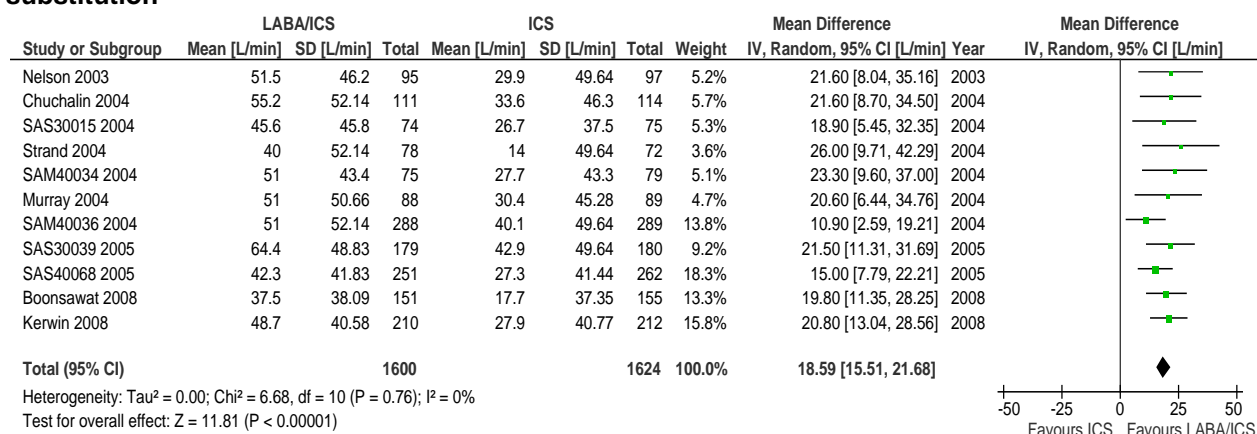 substitution
LABA/ICS ICS Mean Difference Mean Difference
Study or Subgroup Mean [L/min] SD [L/min] Total Mean [L/min] SD [L/min] Total Weight IV, Random, 95% CI [L/min] Year IV, Random, 95% CI [L/min]
Nelson 2003 51.5 46.2 95 29.9 49.64 97 5.2% 21.60 [8.04, 35.16] 2003
Chuchalin 2004 55.2 52.14 111 33.6 46.3 114 5.7% 21.60 [8.70, 34.50] 2004
SAS30015 2004 45.6 45.8 74 26.7 37.5 75 5.3% 18.90 [5.45, 32.35] 2004
Strand 2004 40 52.14 78 14 49.64 72 3.6% 26.00 [9.71, 42.29] 2004
SAM40034 2004 51 43.4 75 27.7 43.3 79 5.1% 23.30 [9.60, 37.00] 2004
Murray 2004 51 50.66 88 30.4 45.28 89 4.7% 20.60 [6.44, 34.76] 2004
SAM40036 2004 51 52.14 288 40.1 49.64 289 13.8% 10.90 [2.59, 19.21] 2004
SAS30039 2005 64.4 48.83 179 42.9 49.64 180 9.2% 21.50 [11.31, 31.69] 2005
SAS40068 2005 42.3 41.83 251 27.3 41.44 262 18.3% 15.00 [7.79, 22.21] 2005
Boonsawat 2008 37.5 38.09 151 17.7 37.35 155 13.3% 19.80 [11.35, 28.25] 2008
Kerwin 2008 48.7 40.58 210 27.9 40.77 212 15.8% 20.80 [13.04, 28.56] 2008
Total (95% CI) 1600 1624 100.0% 18.59 [15.51, 21.68]
Heterogeneity: Tau² = 0.00; Chi² = 6.68, df = 10 (P = 0.76); I² = 0%
Test for overall effect: Z = 11.81 (P < 0.00001)
-50 -25 0 25 50
Favours ICS Favours LABA/ICS